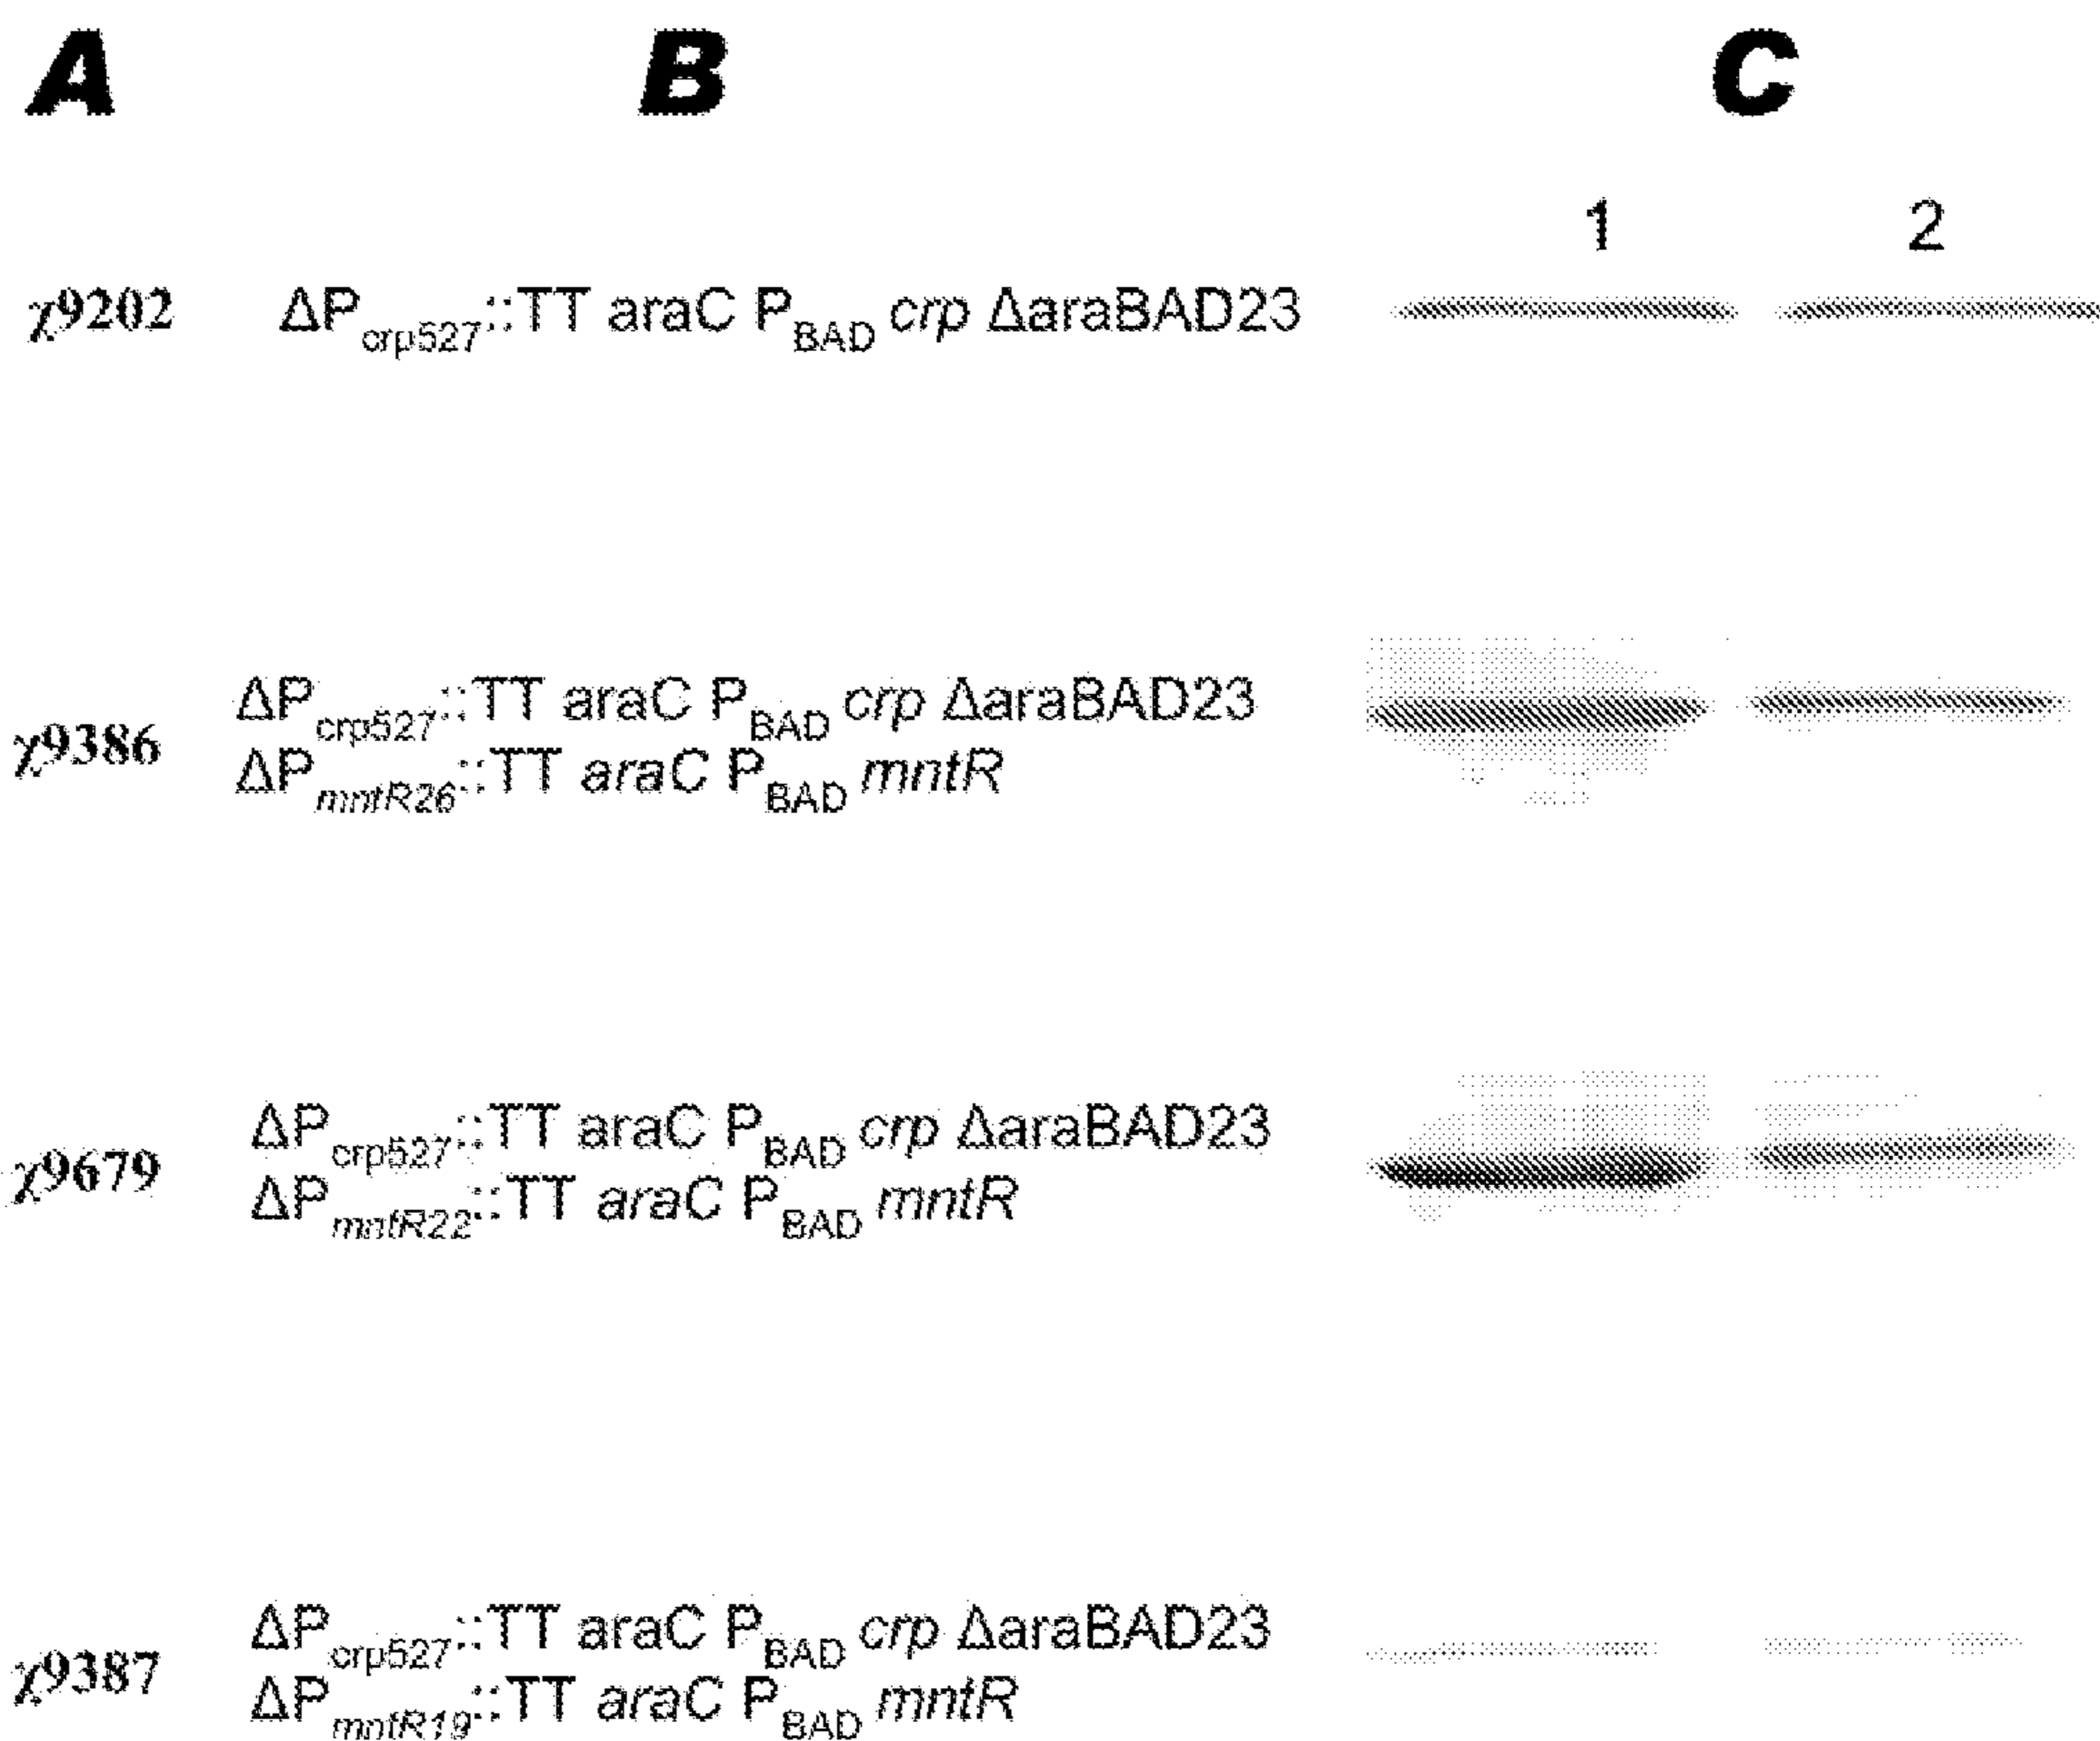 A B C
1 2
χ9202 ΔPcrp527::TT araC PBAD crp ΔaraBAD23
ΔPcrp527::TT araC PBAD crp ΔaraBAD23
χ9386
ΔPmntR26::TT araC PBAD mntR
ΔPcrp527::TT araC PBAD crp ΔaraBAD23
χ9679
ΔPmntR22::TT araC PBAD mntR
ΔPcrp527::TT araC PBAD crp ΔaraBAD23
χ9387
ΔPmntR19::TT araC PBAD mntR